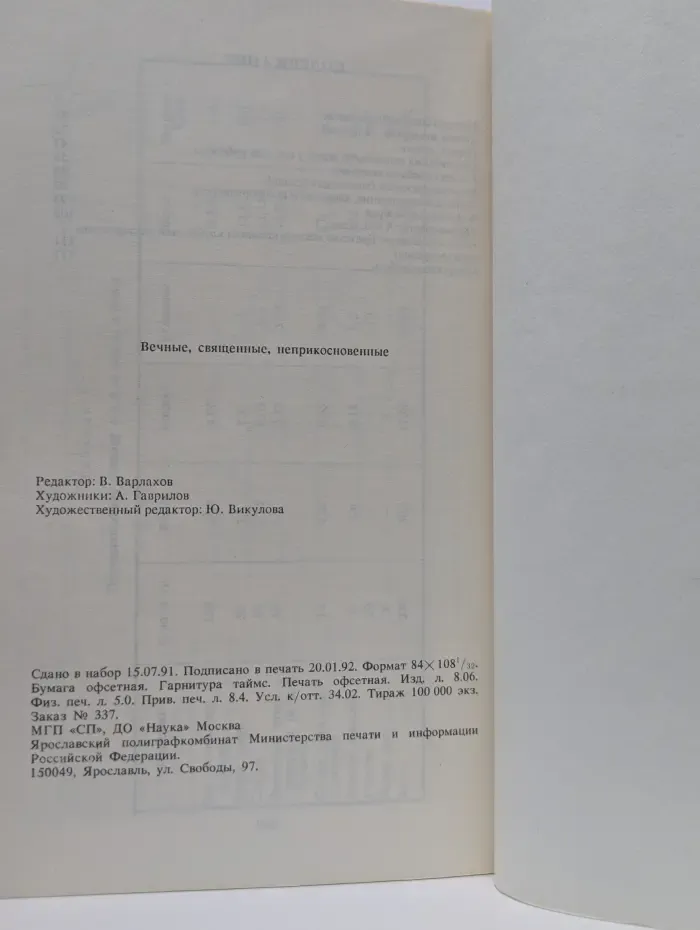 Вечные, священные, неприкосновенные
Редактор: В. Варлахов
Художники: А. Гаврилов
Художественный редактор: Ю. Викулова
Сдано в набор 15.07.91. Подписано в печать 20.01.92. Формат 84×108¹/₃₂.
Бумага офсетная. Гарнитура таймс. Печать офсетная. Изд. л. 8.06.
Физ. печ. л. 5.0. Прив. печ. л. 8.4. Усл. к/отт. 34.02. Тираж 100 000 экз.
Заказ № 337.
МГП «СП», ДО «Наука» Москва
Ярославский полиграфкомбинат Министерства печати и информации
Российской Федерации.
150049, Ярославль, ул. Свободы, 97.